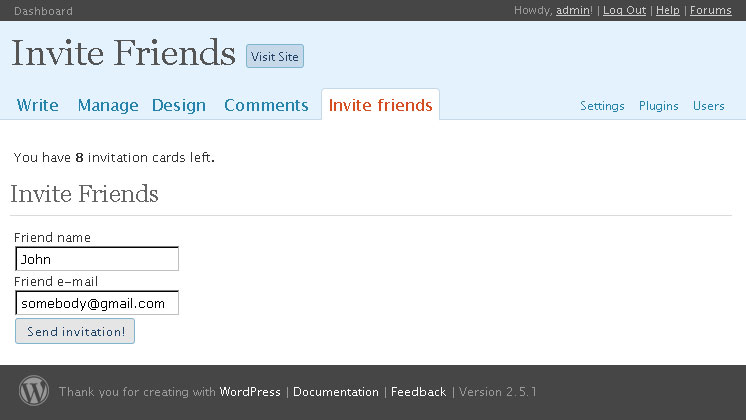 Dashboard Howdy, admin! | Log Out | Help | Forums
Invite Friends Visit Site
Write Manage Design Comments Invite friends Settings Plugins Users
You have 8 invitation cards left.
Invite Friends
Friend name
John
Friend e-mail
somebody@gmail.com
Send invitation!
Thank you for creating with WordPress | Documentation | Feedback | Version 2.5.1